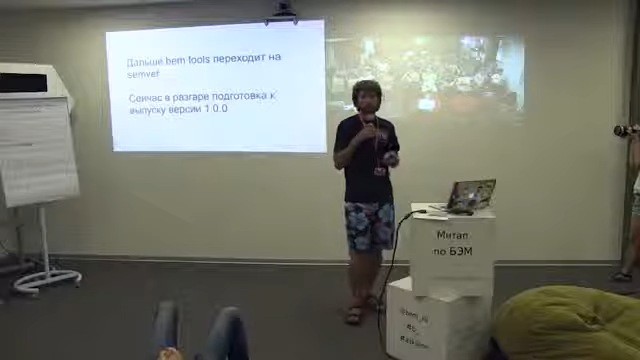 Дальше bem tools переходит на
semver
Сейчас в разгаре подготовка к
выпуску версии 1.0.0
Митап
по БЭМ